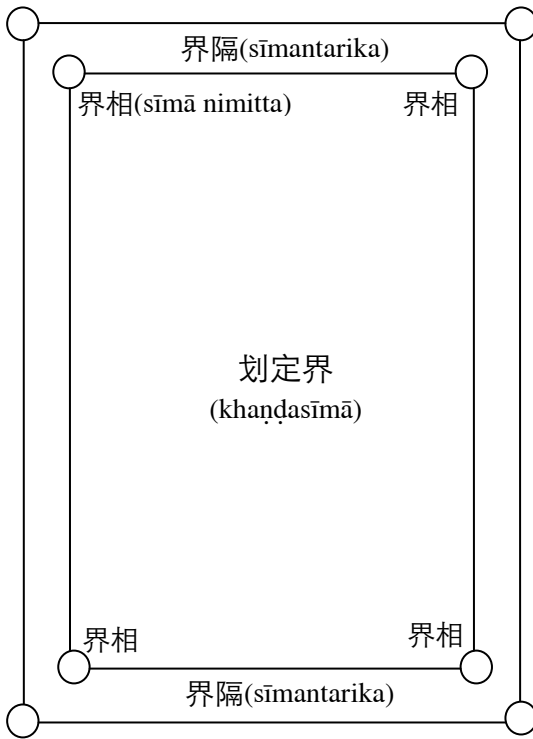 界隔(sīmantarika)
界相(sīmā nimitta)
界相
划定界
(khaṇḍasīmā)
界相
界相
界隔(sīmantarika)